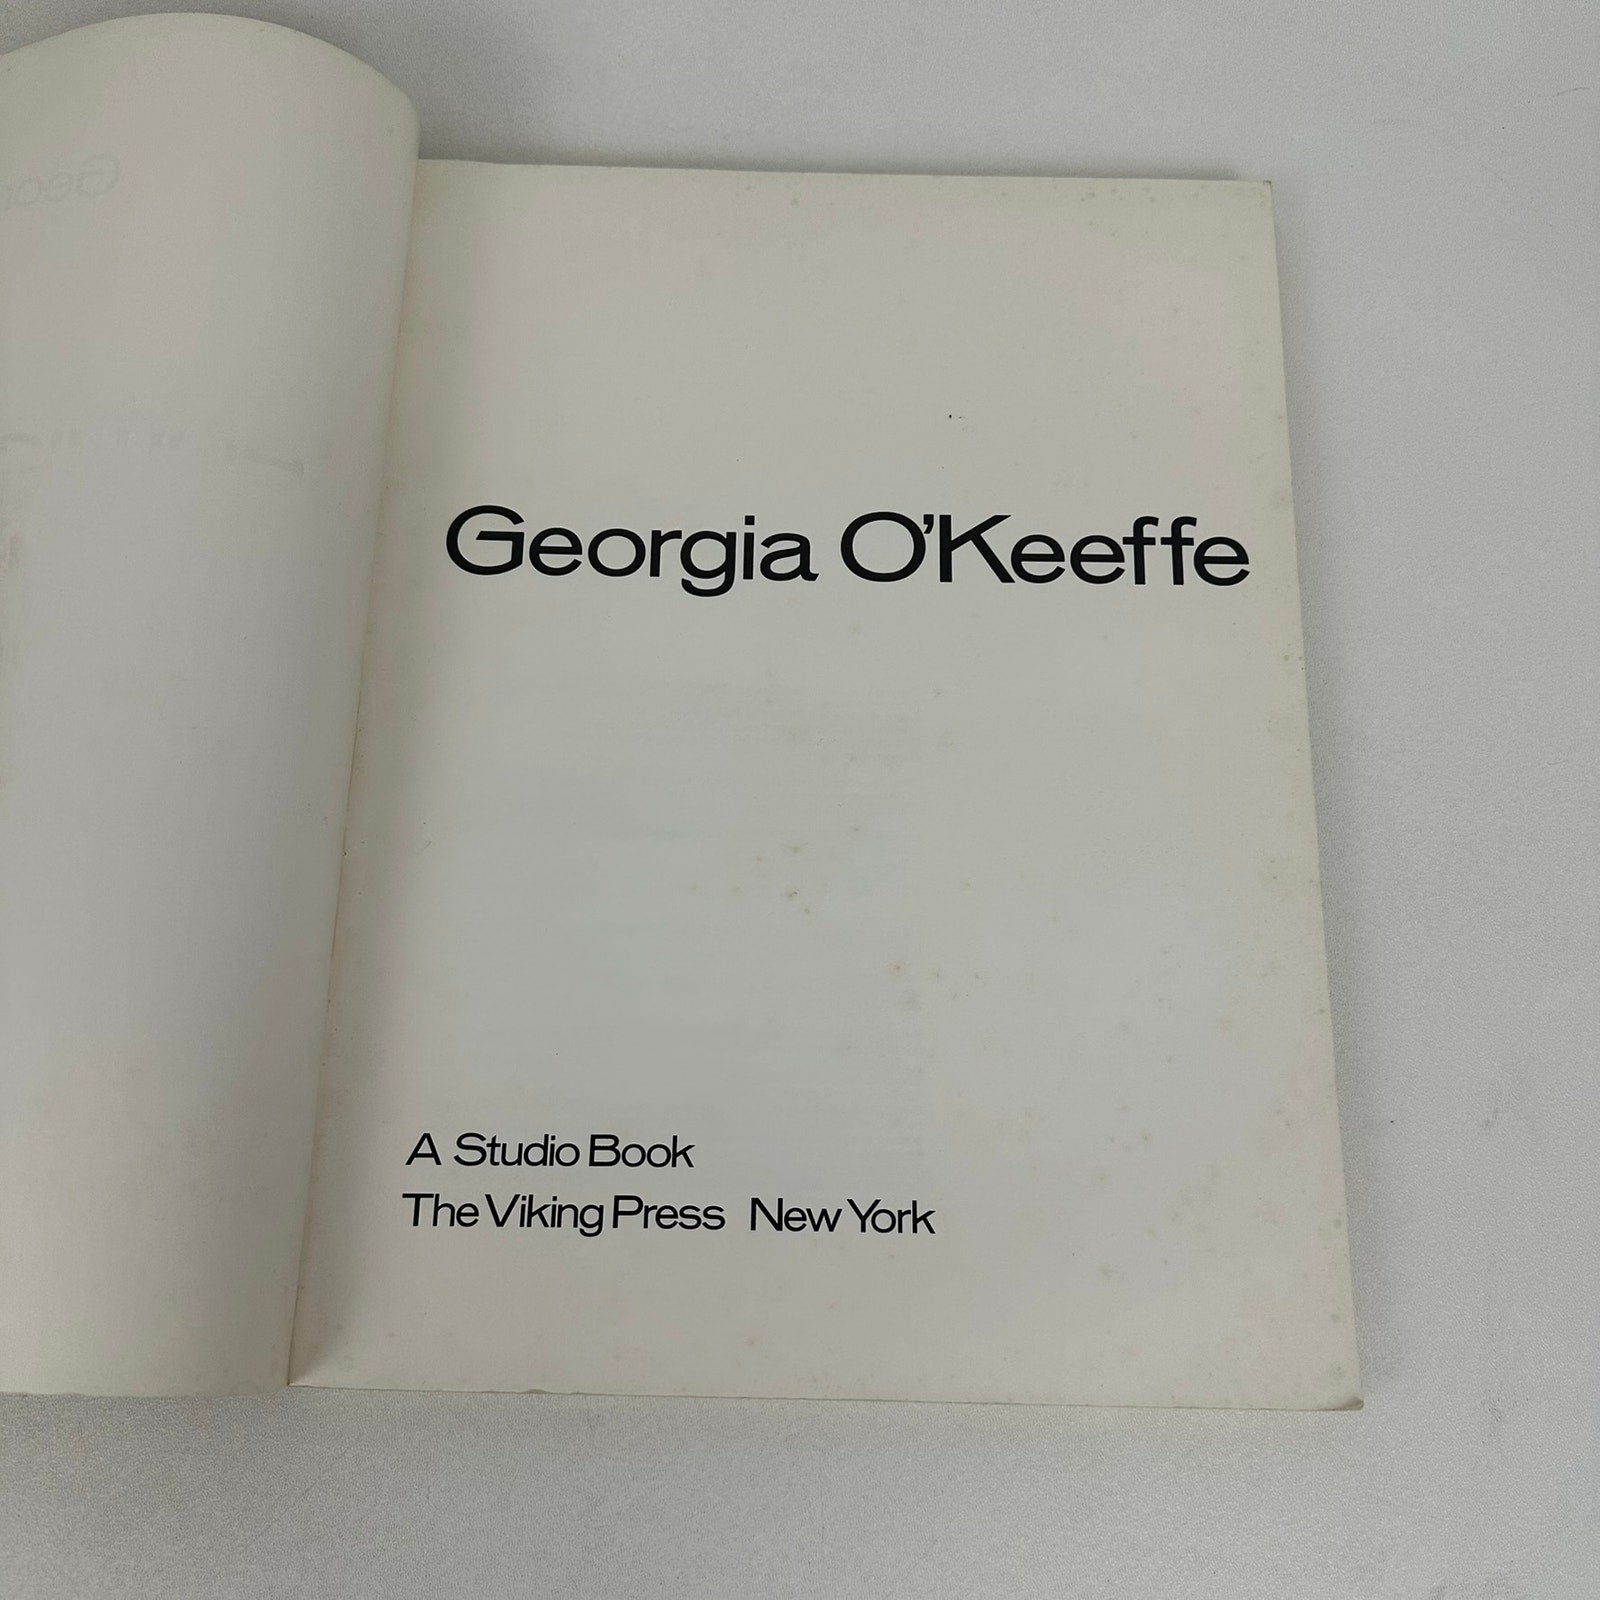 Georgia O'Keeffe
A Studio Book
The Viking Press New York